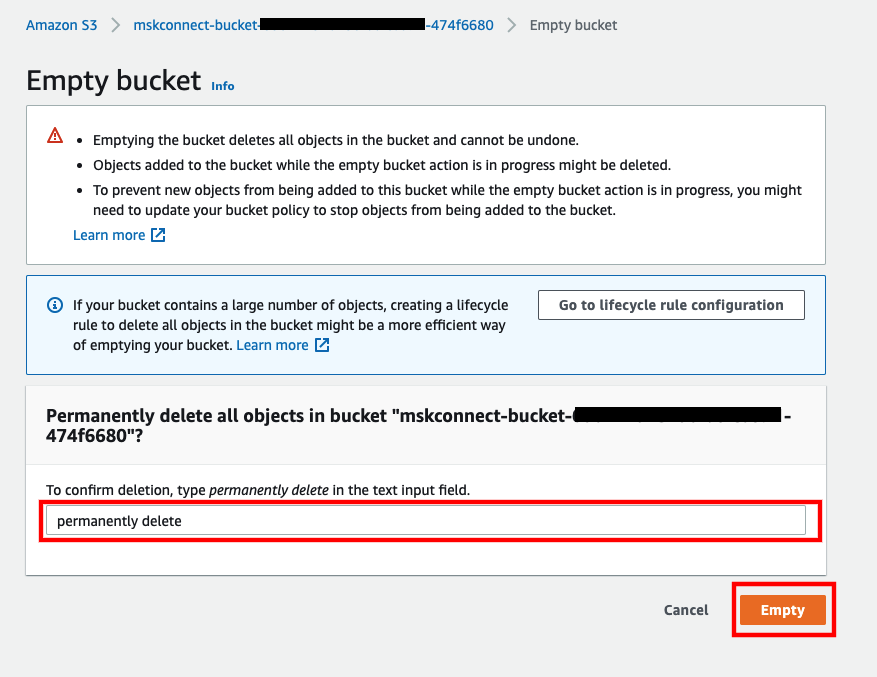 Amazon S3 > mskconnect-bucket- -474f6680 > Empty bucket
Empty bucket Info
• Emptying the bucket deletes all objects in the bucket and cannot be undone.
• Objects added to the bucket while the empty bucket action is in progress might be deleted.
• To prevent new objects from being added to this bucket while the empty bucket action is in progress, you might
need to update your bucket policy to stop objects from being added to the bucket.
Learn more
If your bucket contains a large number of objects, creating a lifecycle
rule to delete all objects in the bucket might be a more efficient way
of emptying your bucket. Learn more
Go to lifecycle rule configuration
Permanently delete all objects in bucket "mskconnect-bucket- -
474f6680"?
To confirm deletion, type permanently delete in the text input field.
permanently delete
Cancel Empty